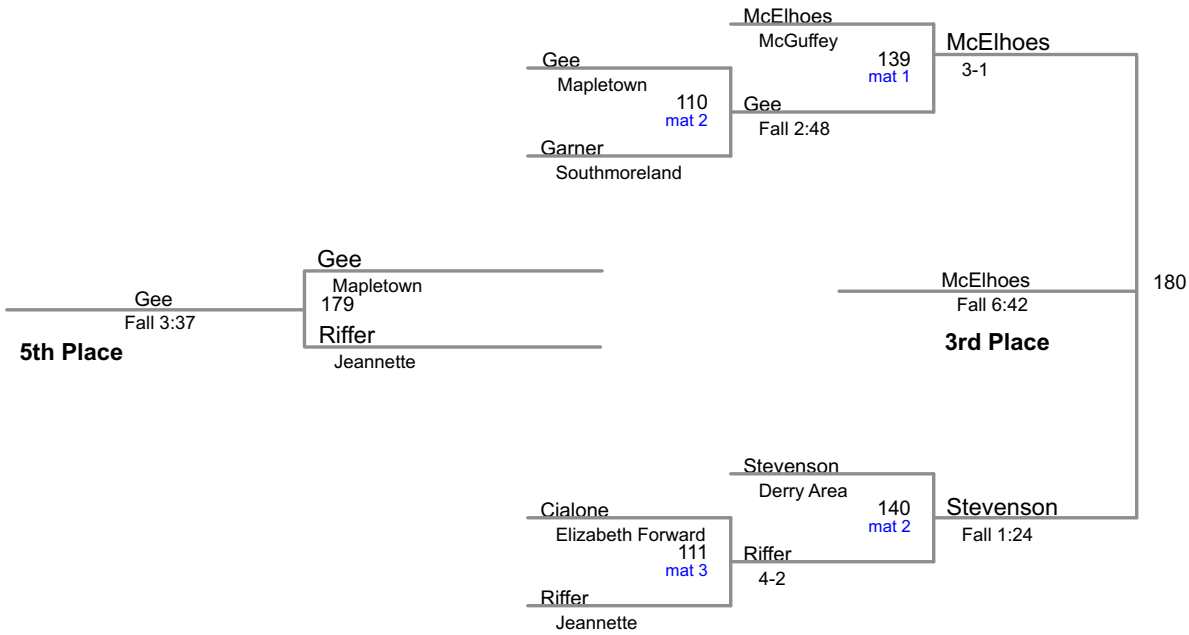 McElhoes
McGuffey
139
mat 1
McElhoes
3-1
Gee
Mapletown
110
mat 2
Gee
Fall 2:48
Garner
Southmoreland
Gee
Mapletown
179
Gee
Fall 3:37
5th Place
Riffer
Jeannette
McElhoes
Fall 6:42
3rd Place
180
Stevenson
Derry Area
140
mat 2
Stevenson
Fall 1:24
Cialone
Elizabeth Forward
111
mat 3
Riffer
4-2
Riffer
Jeannette